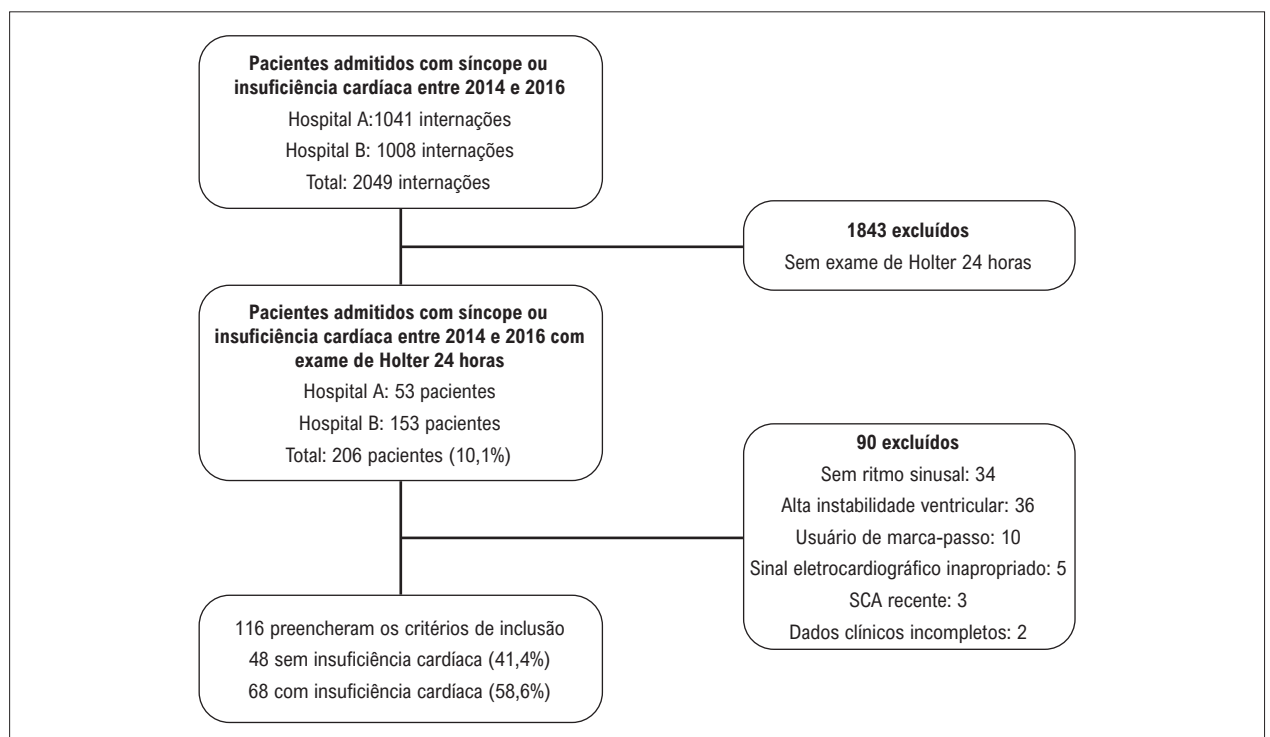 Pacientes admitidos com síncope ou
insuficiência cardíaca entre 2014 e 2016
Hospital A:1041 internações
Hospital B: 1008 internações
Total: 2049 internações
1843 excluídos
Sem exame de Holter 24 horas
Pacientes admitidos com síncope ou
insuficiência cardíaca entre 2014 e 2016 com
exame de Holter 24 horas
Hospital A: 53 pacientes
Hospital B: 153 pacientes
Total: 206 pacientes (10,1%)
90 excluídos
Sem ritmo sinusal: 34
Alta instabilidade ventricular: 36
Usuário de marca-passo: 10
Sinal eletrocardiográfico inapropriado: 5
SCA recente: 3
Dados clínicos incompletos: 2
116 preencheram os critérios de inclusão
48 sem insuficiência cardíaca (41,4%)
68 com insuficiência cardíaca (58,6%)